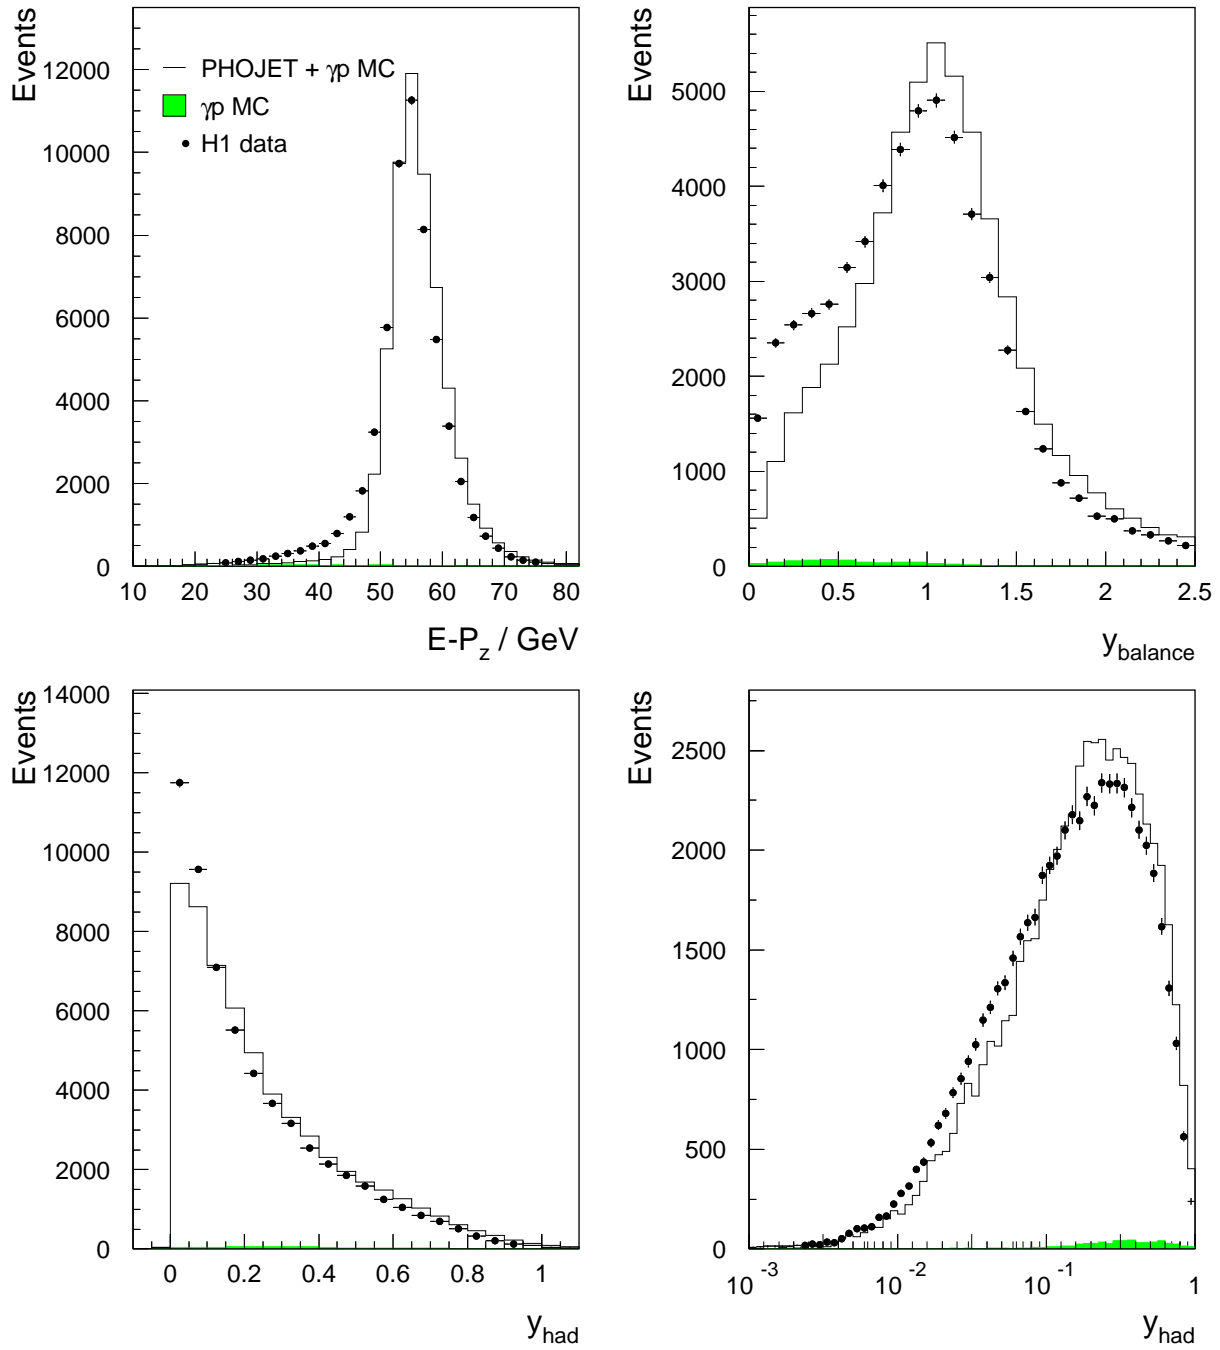 Events
12000
10000
8000
6000
4000
2000
0
PHOJET + γp MC
γp MC
H1 data
10 20 30 40 50 60 70 80
E-P_z / GeV
Events
5000
4000
3000
2000
1000
0
0 0.5 1 1.5 2 2.5
y_balance
Events
14000
12000
10000
8000
6000
4000
2000
0
0 0.2 0.4 0.6 0.8 1
y_had
Events
2500
2000
1500
1000
500
0
10^-3 10^-2 10^-1 1
y_had